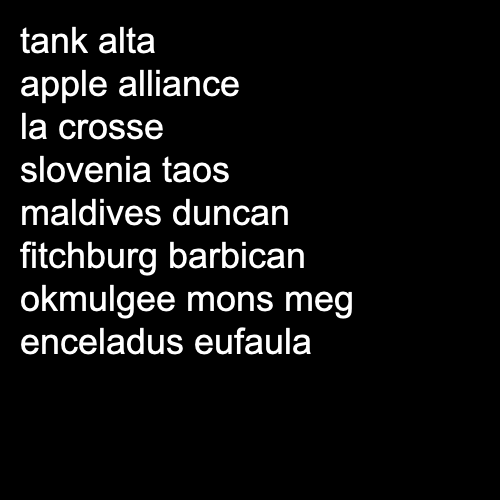 tank alta
apple alliance
la crosse
slovenia taos
maldives duncan
fitchburg barbican
okmulgee mons meg
enceladus eufaula